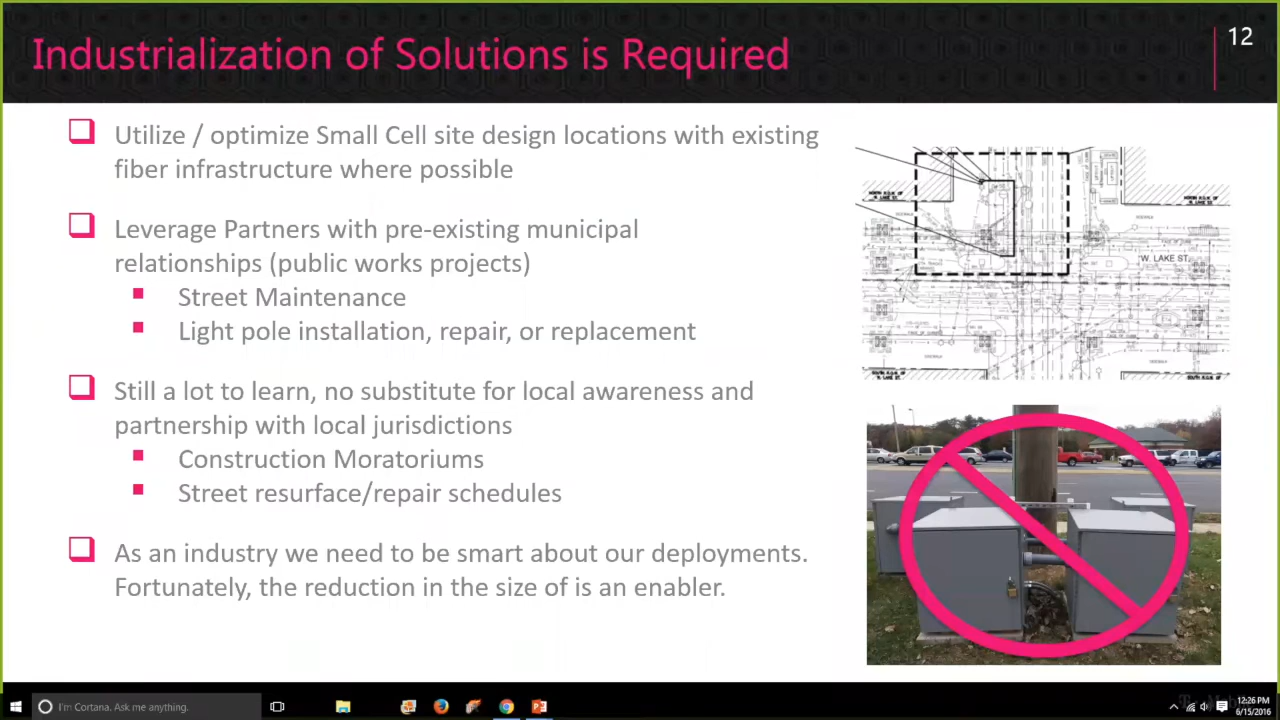 Industrialization of Solutions is Required
12
Utilize / optimize Small Cell site design locations with existing
fiber infrastructure where possible
Leverage Partners with pre-existing municipal
relationships (public works projects)
Street Maintenance
Light pole installation, repair, or replacement
Still a lot to learn, no substitute for local awareness and
partnership with local jurisdictions
Construction Moratoriums
Street resurface/repair schedules
As an industry we need to be smart about our deployments.
Fortunately, the reduction in the size of is an enabler.
W. LAKE ST.
I'm Cortana. Ask me anything.
12:26 PM
6/15/2016